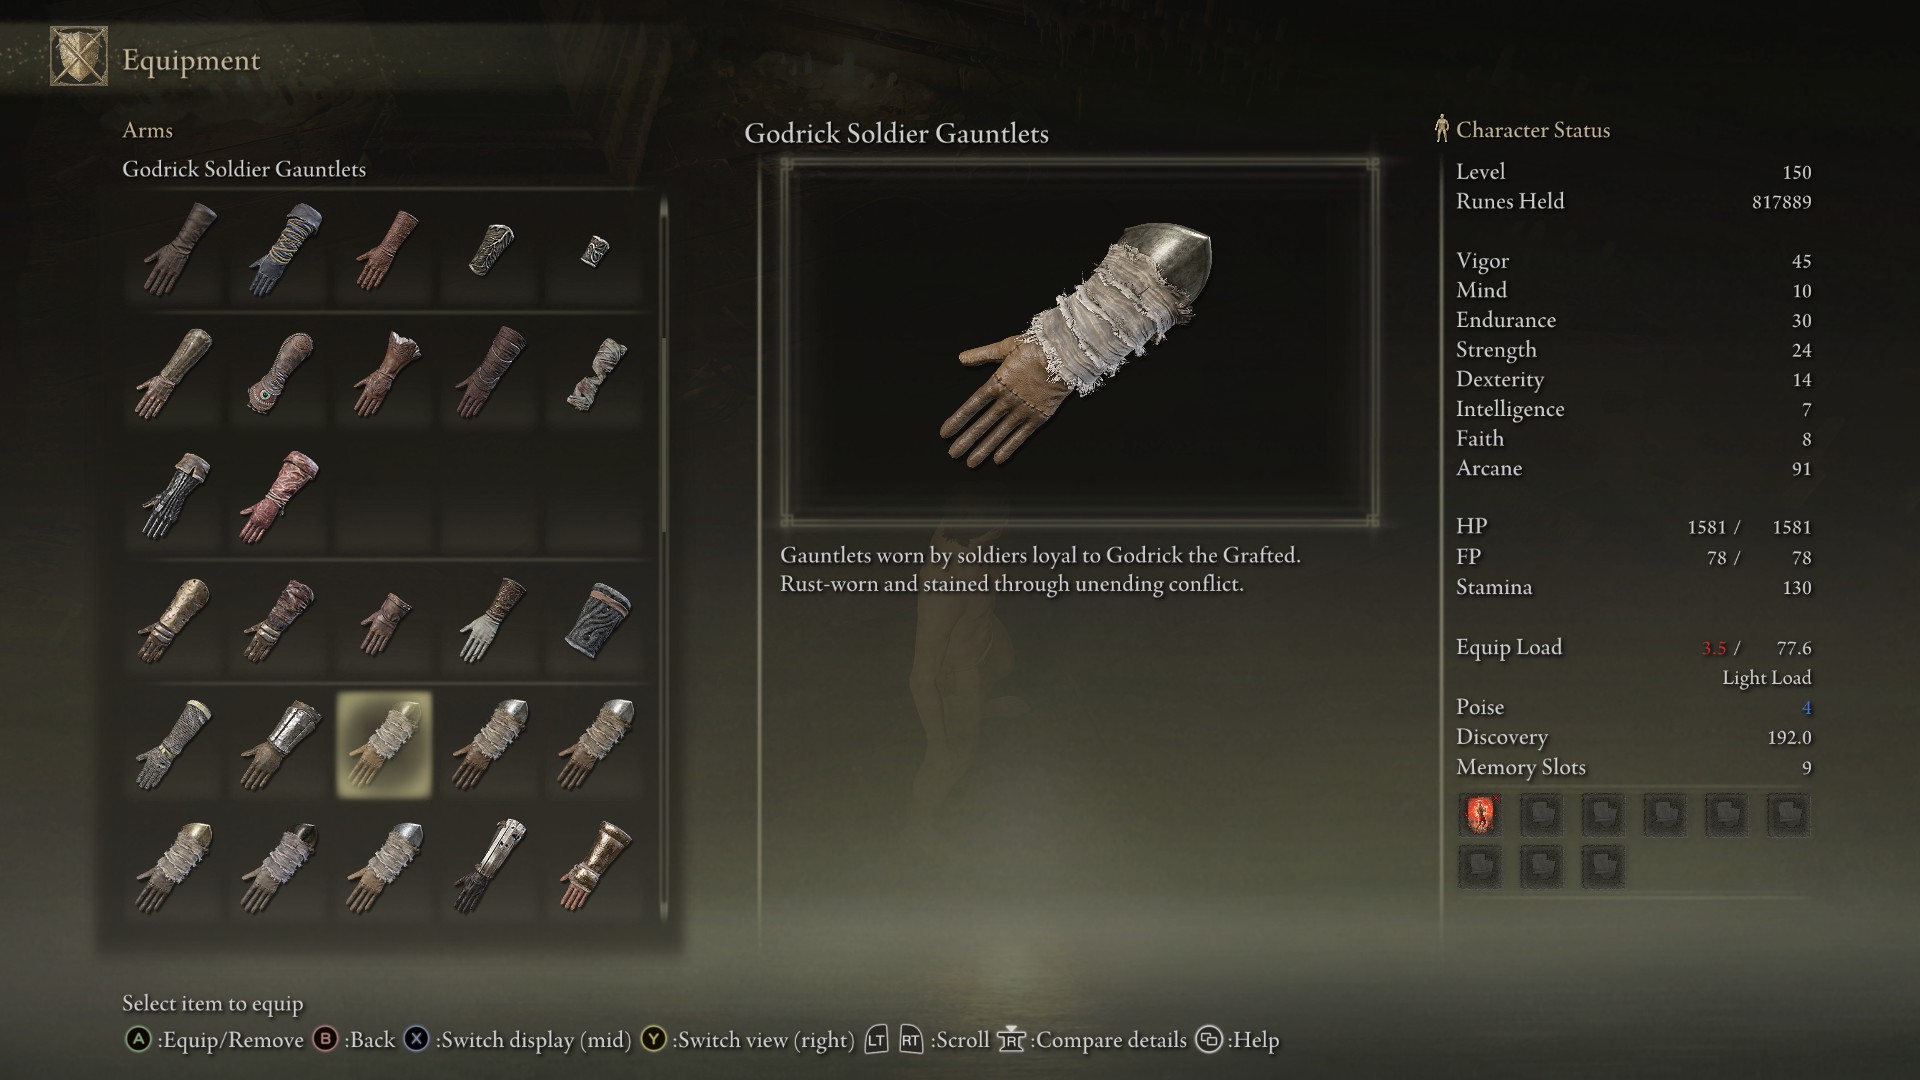 Equipment
Arms
Godrick Soldier Gauntlets
Godrick Soldier Gauntlets
Gauntlets worn by soldiers loyal to Godrick the Grafted.
Rust-worn and stained through unending conflict.
Character Status
Level 150
Runes Held 817889
Vigor 45
Mind 10
Endurance 30
Strength 24
Dexterity 14
Intelligence 7
Faith 8
Arcane 91
HP 1581 / 1581
FP 78 / 78
Stamina 130
Equip Load 3.5 / 77.6
Light Load
Poise 4
Discovery 192.0
Memory Slots 9
Select item to equip
A :Equip/Remove B :Back X :Switch display (mid) Y :Switch view (right) LT RT :Scroll R :Compare details :Help